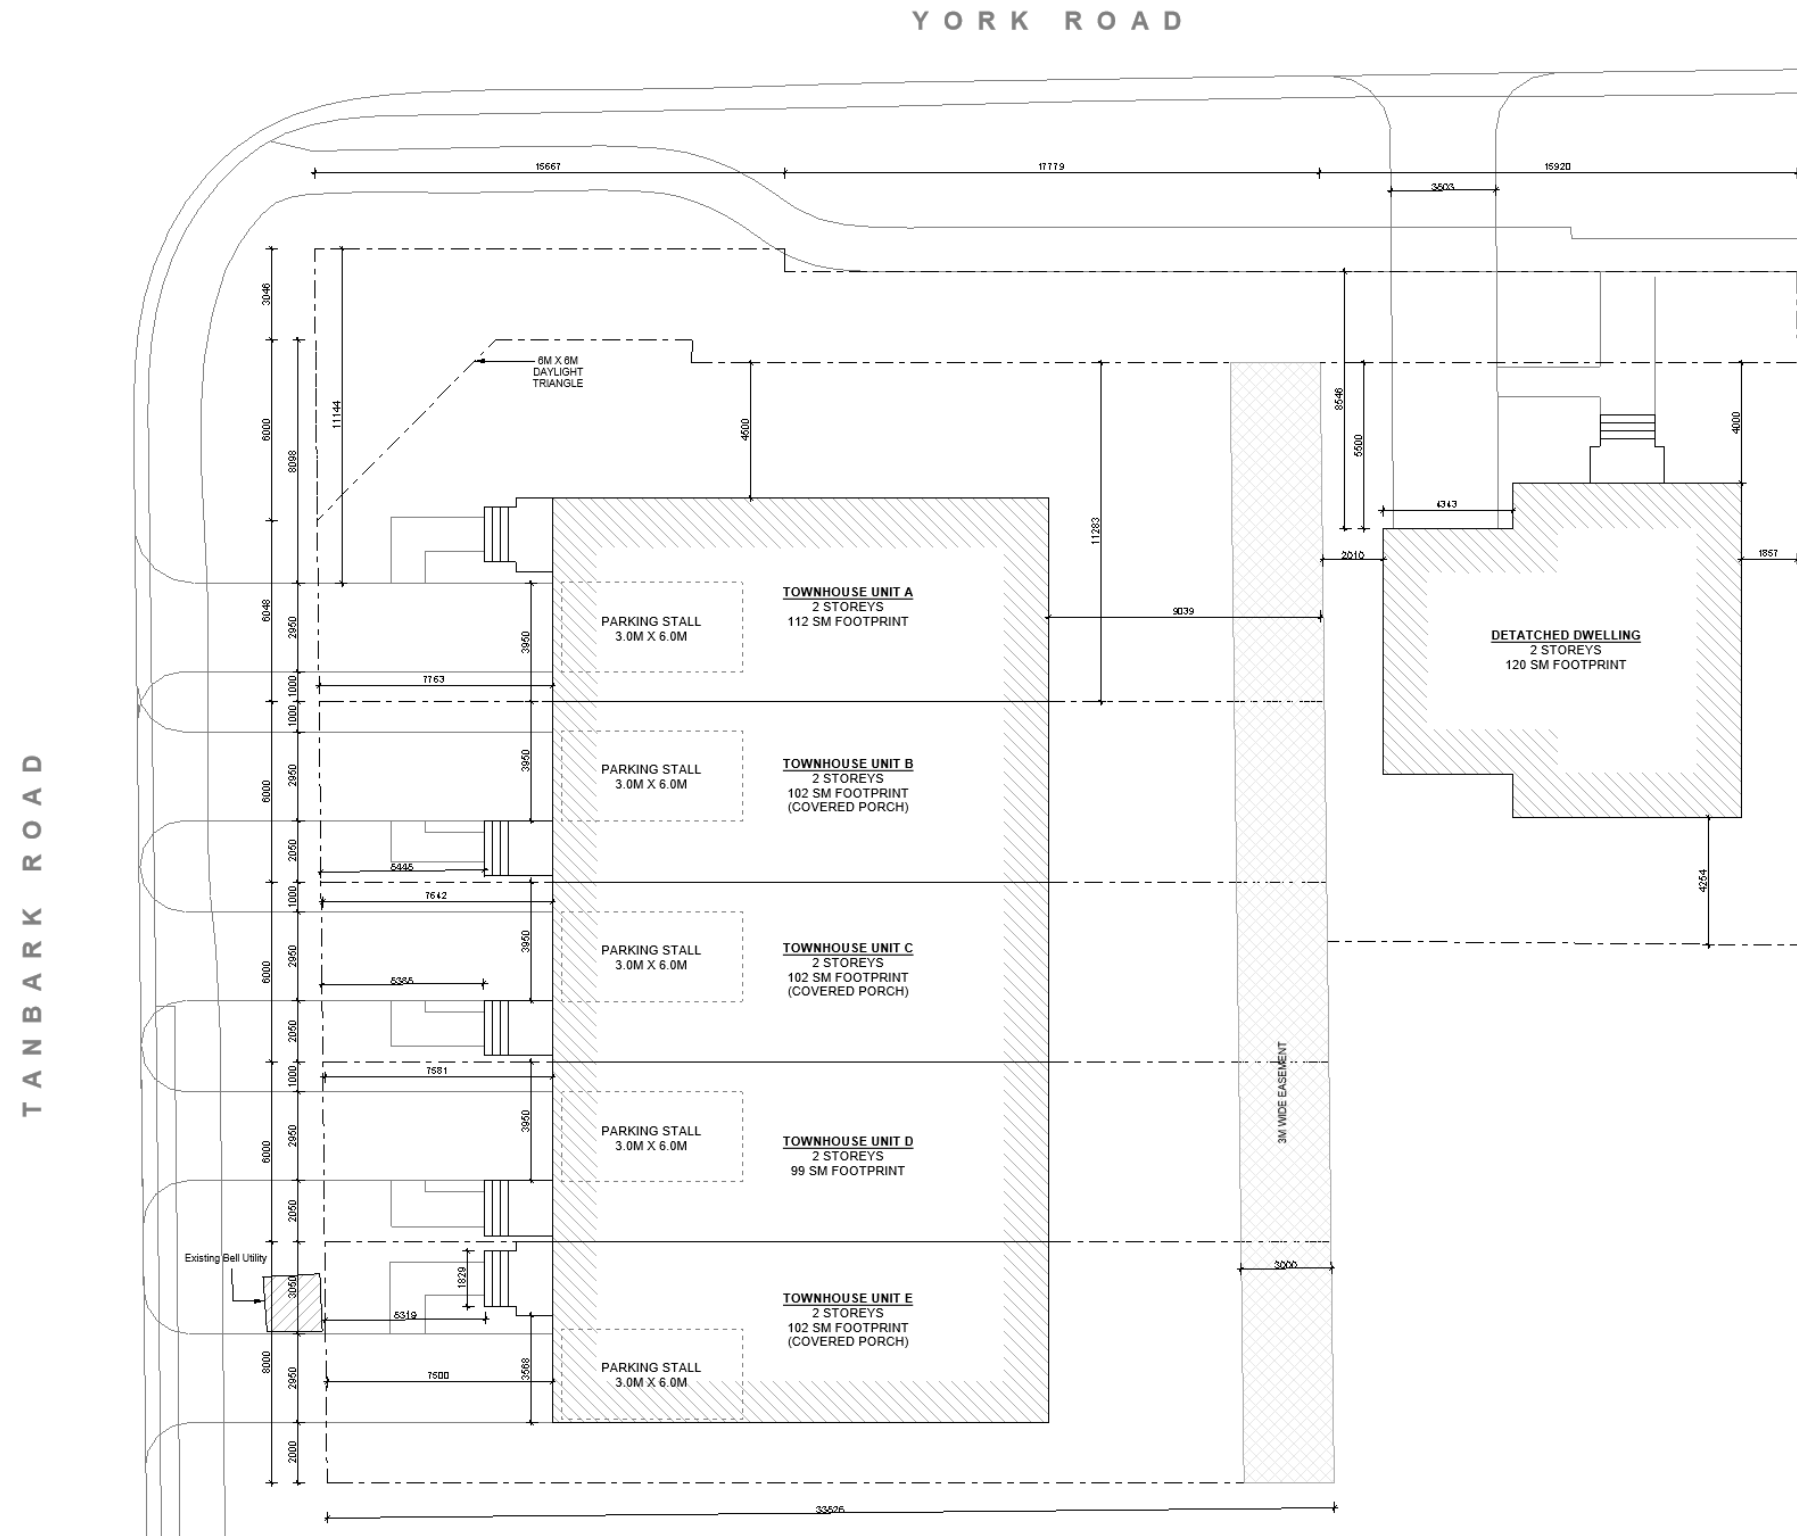 YORK ROAD
15667
17779
15920
3503
3046
6M X 6M
DAYLIGHT
TRIANGLE
11144
6000
8098
4500
8546
5500
4000
4343
11283
2010
1857
TOWNHOUSE UNIT A
2 STOREYS
112 SM FOOTPRINT
PARKING STALL
3.0M X 6.0M
6048
2950
3950
9039
DETATCHED DWELLING
2 STOREYS
120 SM FOOTPRINT
7763
1000
1000
3950
TOWNHOUSE UNIT B
2 STOREYS
102 SM FOOTPRINT
(COVERED PORCH)
PARKING STALL
3.0M X 6.0M
6000
2950
2050
5445
4254
1000
7642
3950
TOWNHOUSE UNIT C
2 STOREYS
102 SM FOOTPRINT
(COVERED PORCH)
PARKING STALL
3.0M X 6.0M
6000
2950
5365
TANBARK ROAD
2050
1000
7581
3M WIDE EASEMENT
3950
PARKING STALL
3.0M X 6.0M
TOWNHOUSE UNIT D
2 STOREYS
99 SM FOOTPRINT
6000
2950
2050
Existing Bell Utility
3050
1829
3000
5319
TOWNHOUSE UNIT E
2 STOREYS
102 SM FOOTPRINT
(COVERED PORCH)
8000
2950
7500
3568
PARKING STALL
3.0M X 6.0M
2000
33526